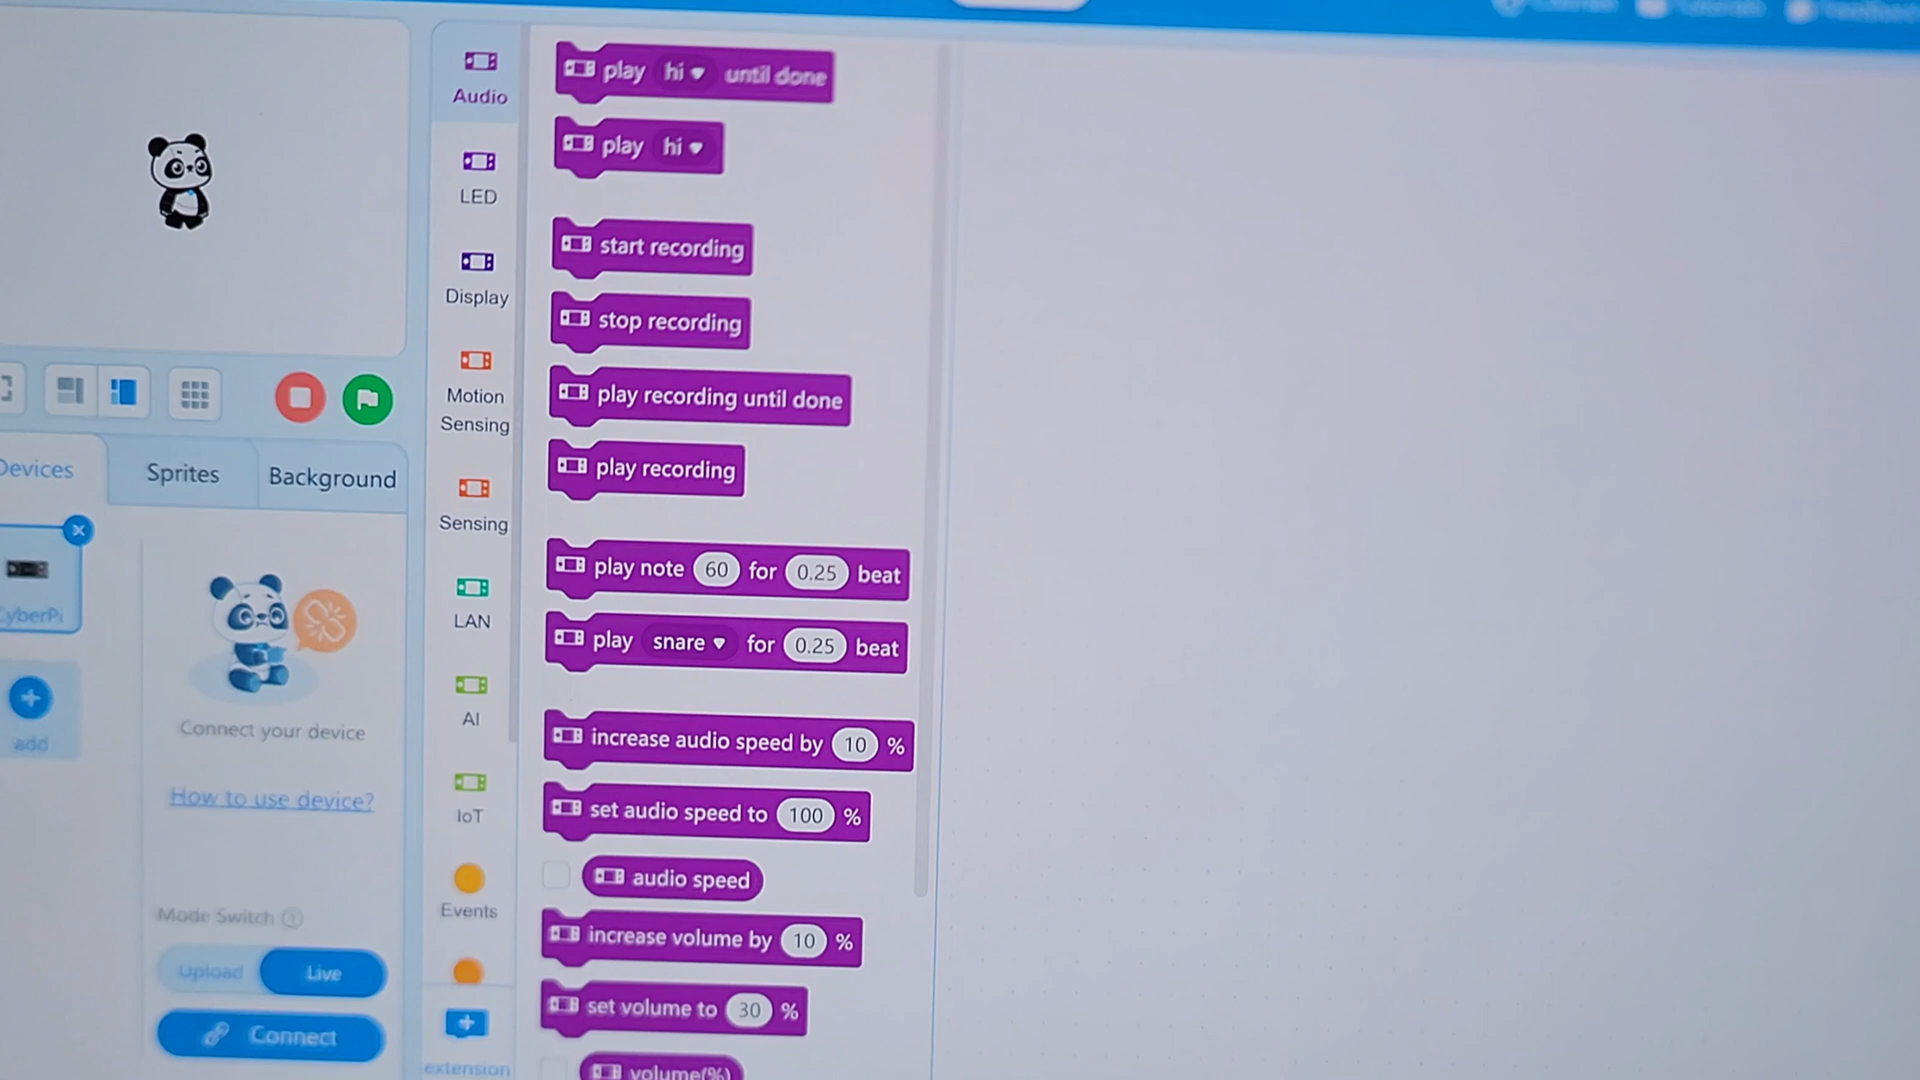 Audio
LED
Display
Motion
Sensing
Sensing
LAN
AI
IoT
Events
extension
play hi until done
play hi
start recording
stop recording
play recording until done
play recording
play note 60 for 0.25 beat
play snare for 0.25 beat
increase audio speed by 10 %
set audio speed to 100 %
audio speed
increase volume by 10 %
set volume to 30 %
volume(%)
Devices
Sprites
Background
CyberPi
add
Connect your device
How to use device?
Mode Switch
Upload
Live
Connect